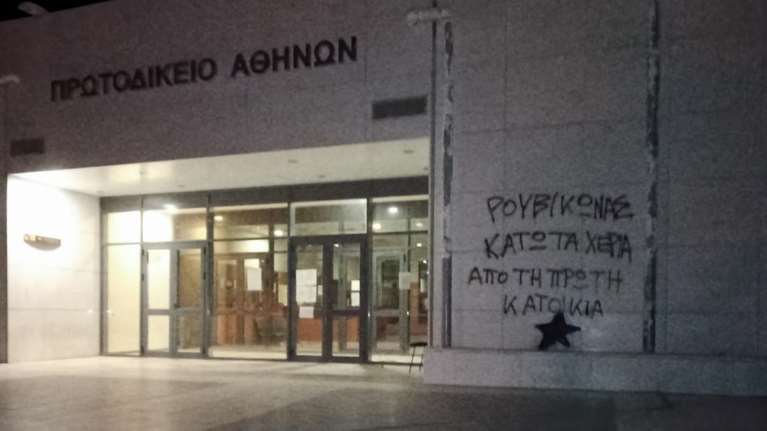 ΠΡΩΤΟΔΙΚΕΙΟ ΑΘΗΝΩΝ
ΡΟΥΒΙΚΩΝΑΣ
ΚΑΤΩ ΤΑ ΧΕΡΙΑ
ΑΠΟ ΤΗ ΠΡΩΤΗ
ΚΑΤΟΙΚΙΑ